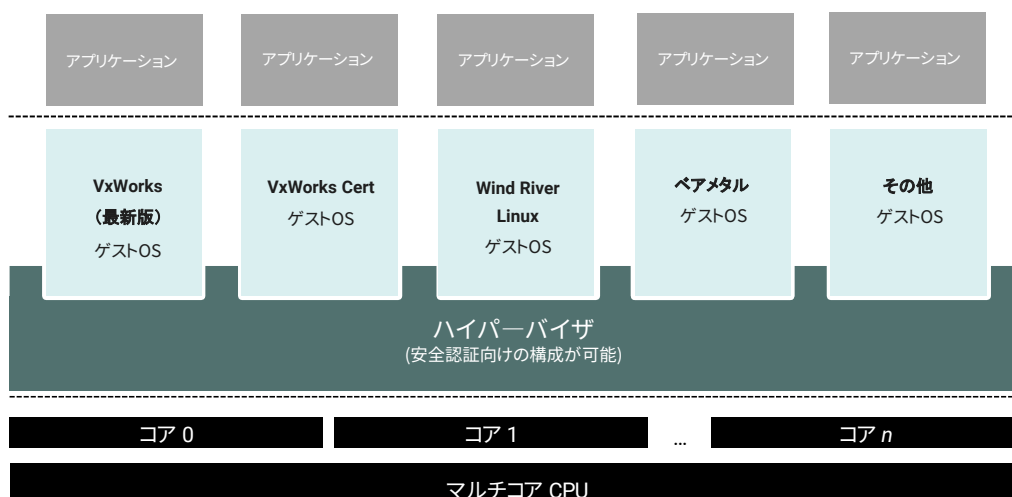 アプリケーション
アプリケーション
アプリケーション
アプリケーション
アプリケーション
VxWorks
（最新版）
ゲストOS
VxWorks Cert
ゲストOS
Wind River
Linux
ゲストOS
ベアメタル
ゲストOS
その他
ゲストOS
ハイパーバイザ
(安全認証向けの構成が可能)
コア 0
コア 1
...
コア n
マルチコア CPU